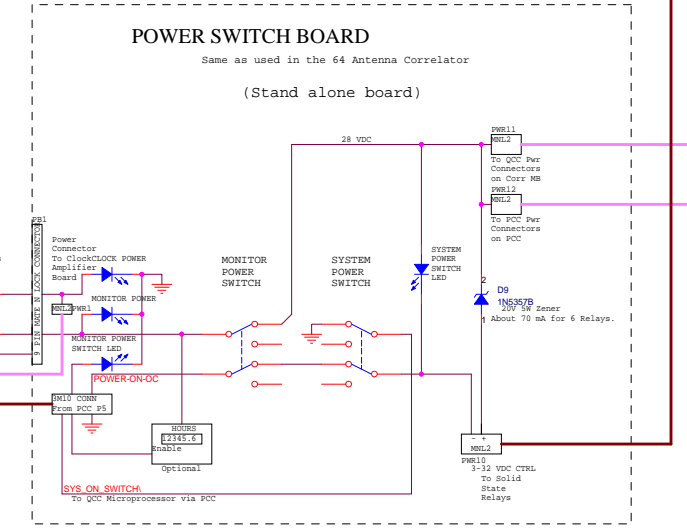 POWER SWITCH BOARD
Same as used in the 64 Antenna Correlator
(Stand alone board)
28 VDC
PWR11
MNL2
To QCC Pwr
Connectors
on Corr MB
PWR12
MNL2
To PCC Pwr
Connectors
on PCC
PB1
9 PIN MATE N LOCK CONNECTOR
Power
Connector
To Clock
Amplifier
Board
CLOCK POWER
MONITOR POWER
MNL2
PWR1
MONITOR POWER
SWITCH LED
POWER-ON-OC
MONITOR
POWER
SWITCH
SYSTEM
POWER
SWITCH
SYSTEM
POWER
SWITCH
LED
2
D9
1N5357B
20V 5W Zener
1
About 70 mA for 6 Relays.
3M10 CONN
From PCC P5
HOURS
12345.6
Enable
Optional
SYS_ON_SWITCH\
To QCC Microprocessor via PCC
- +
MNL2
PWR10
3-32 VDC CTRL
To Solid
State
Relays